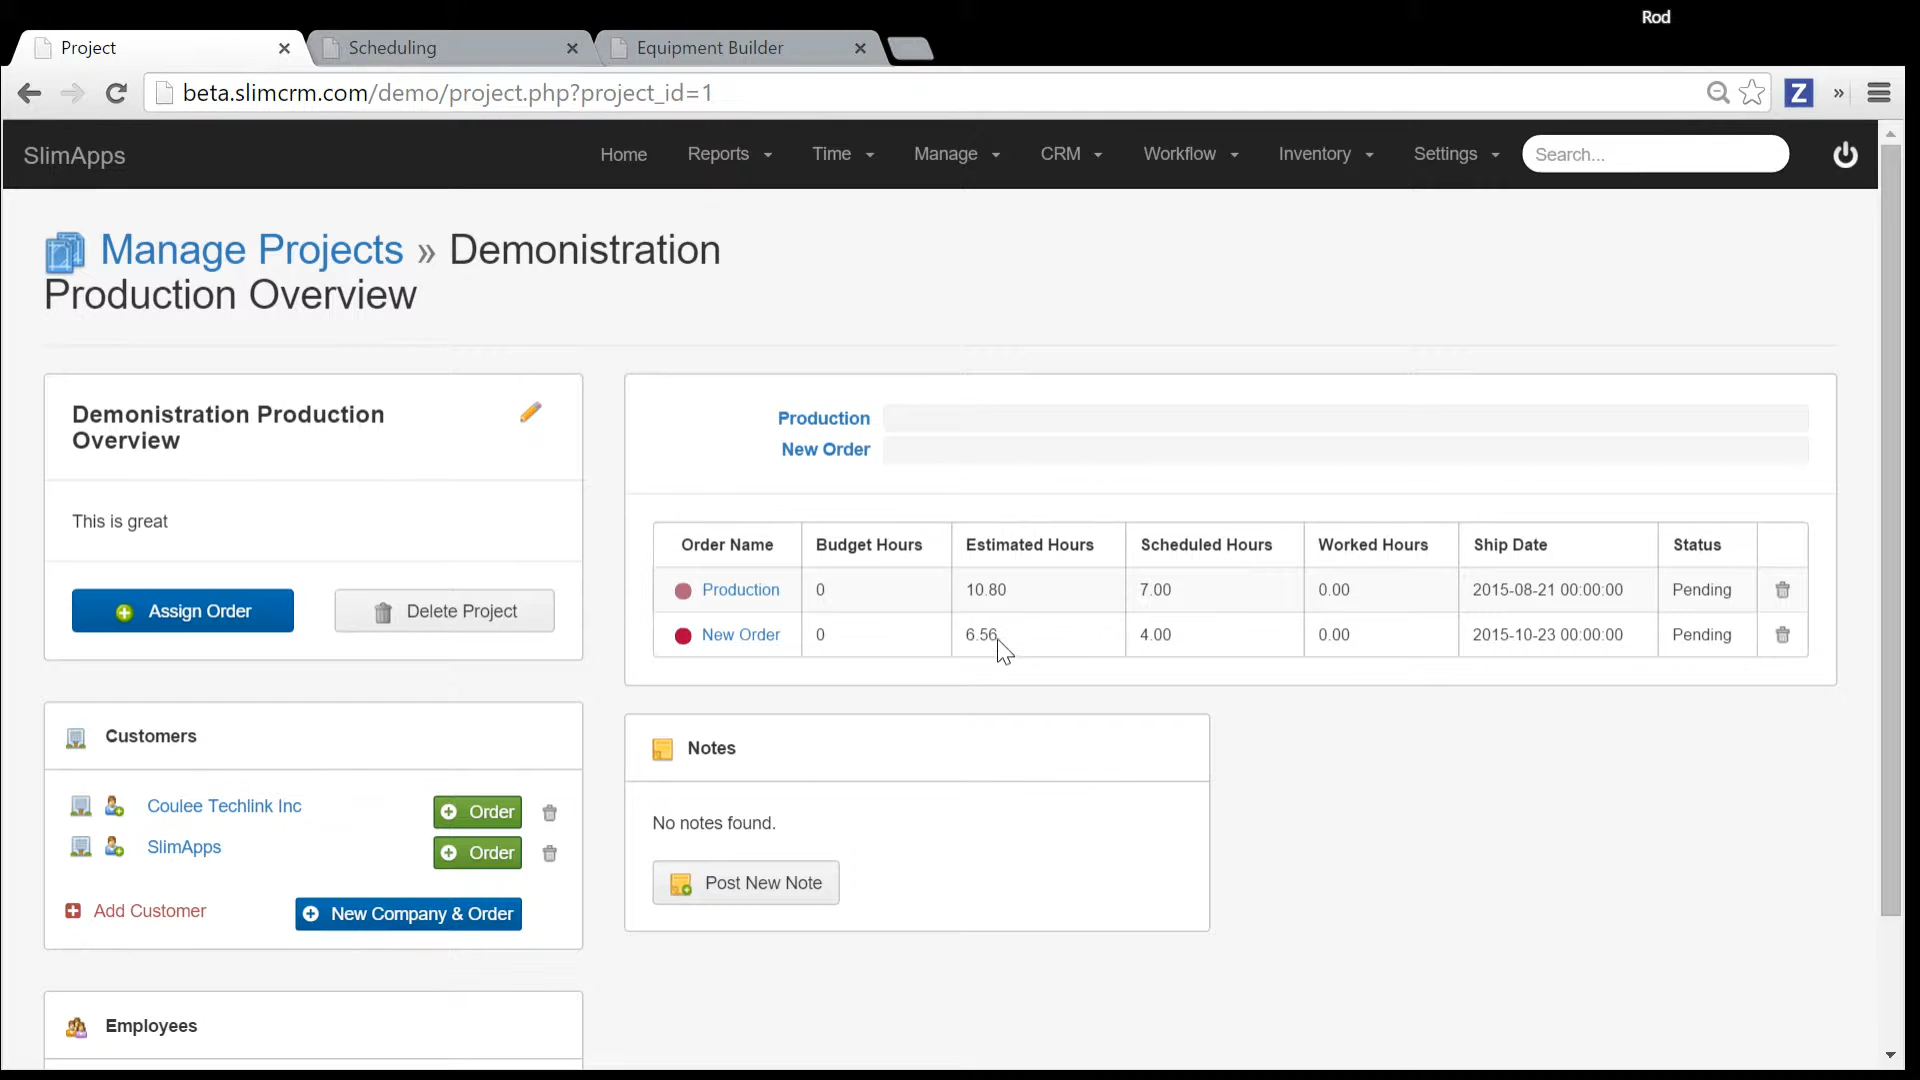 Rod
Project
Scheduling
Equipment Builder
beta.slimcrm.com/demo/project.php?project_id=1
Z
»
SlimApps
Home
Reports
Time
Manage
CRM
Workflow
Inventory
Settings
Search...
Manage Projects » Demonistration
Production Overview
Demonistration Production
Overview
This is great
Assign Order
Delete Project
Production
New Order
Order Name Budget Hours Estimated Hours Scheduled Hours Worked Hours Ship Date Status
Production 0 10.80 7.00 0.00 2015-08-21 00:00:00 Pending
New Order 0 6.56 4.00 0.00 2015-10-23 00:00:00 Pending
Customers
Coulee Techlink Inc Order
SlimApps Order
Add Customer New Company & Order
Notes
No notes found.
Post New Note
Employees